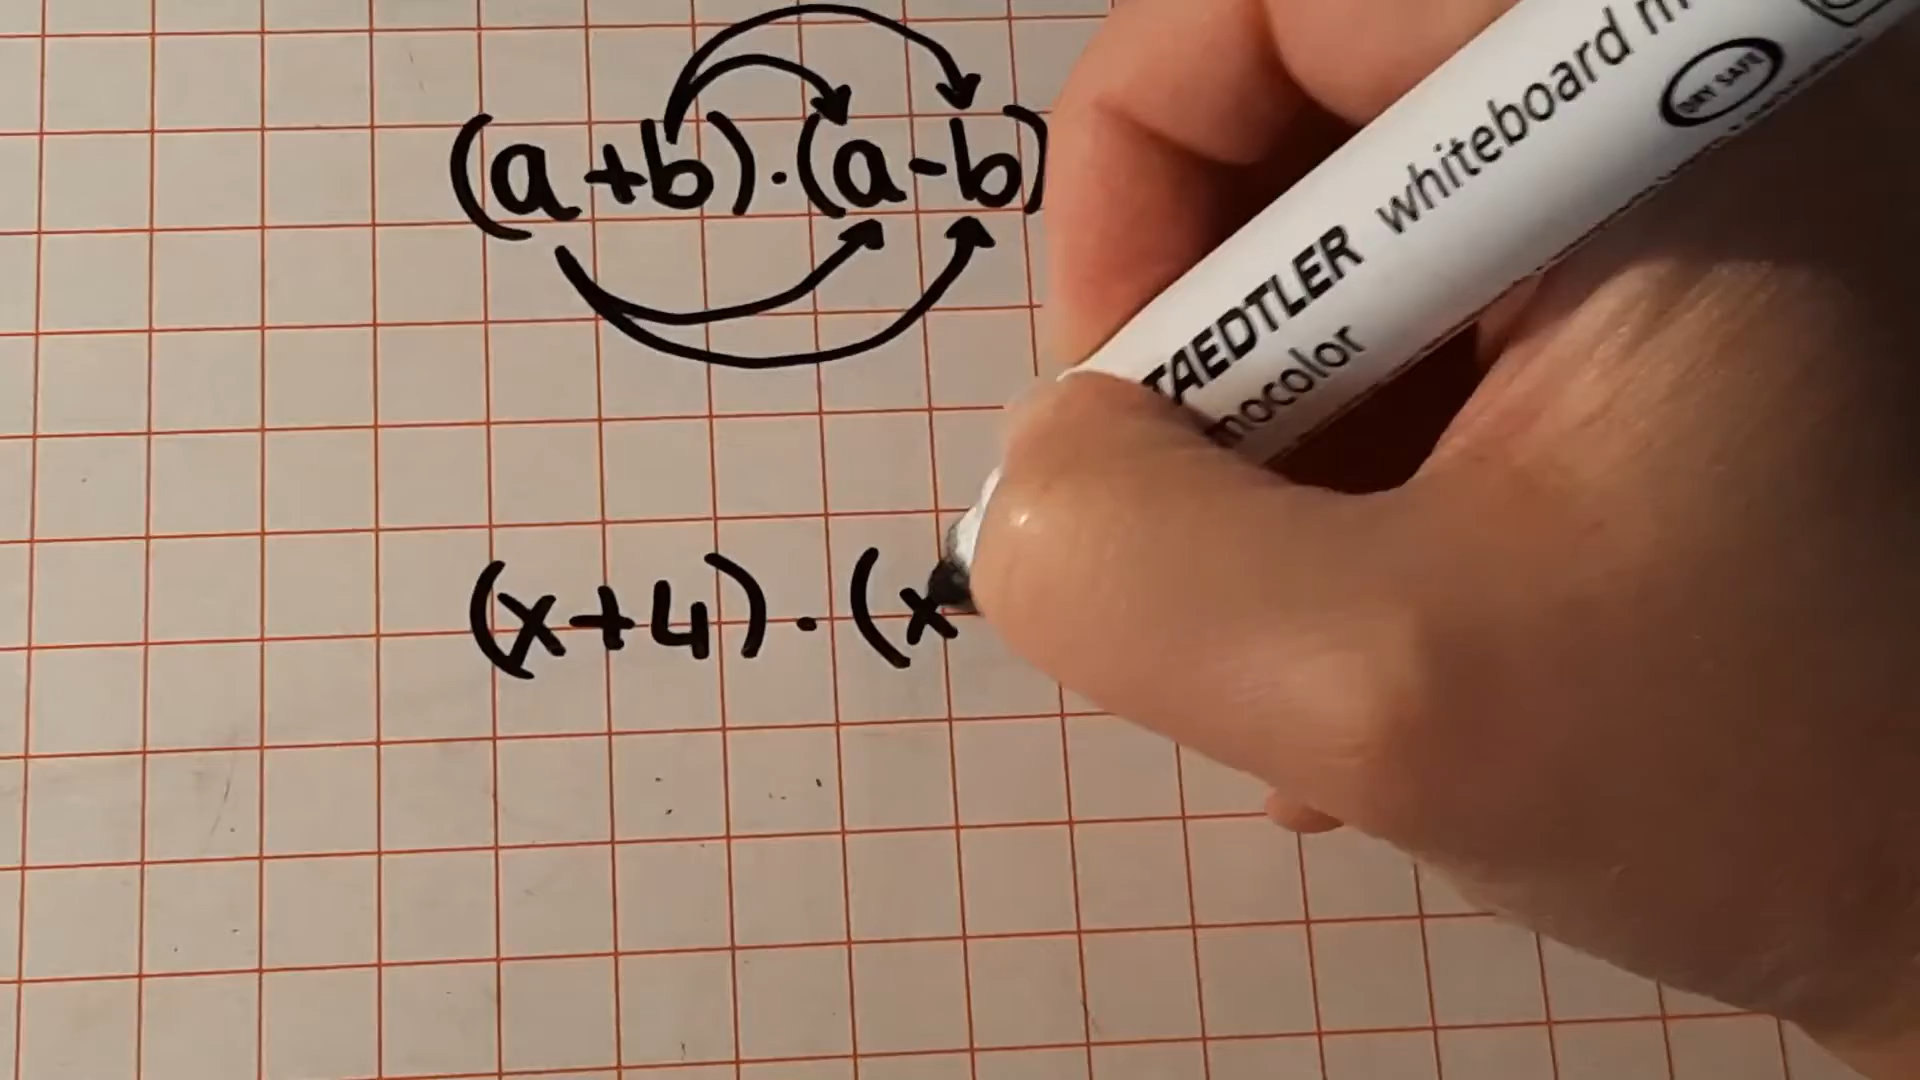 (a+b)·(a-b)
(x+4)·(x
STAEDTLER whiteboard m
mocolor
DRY SAFE